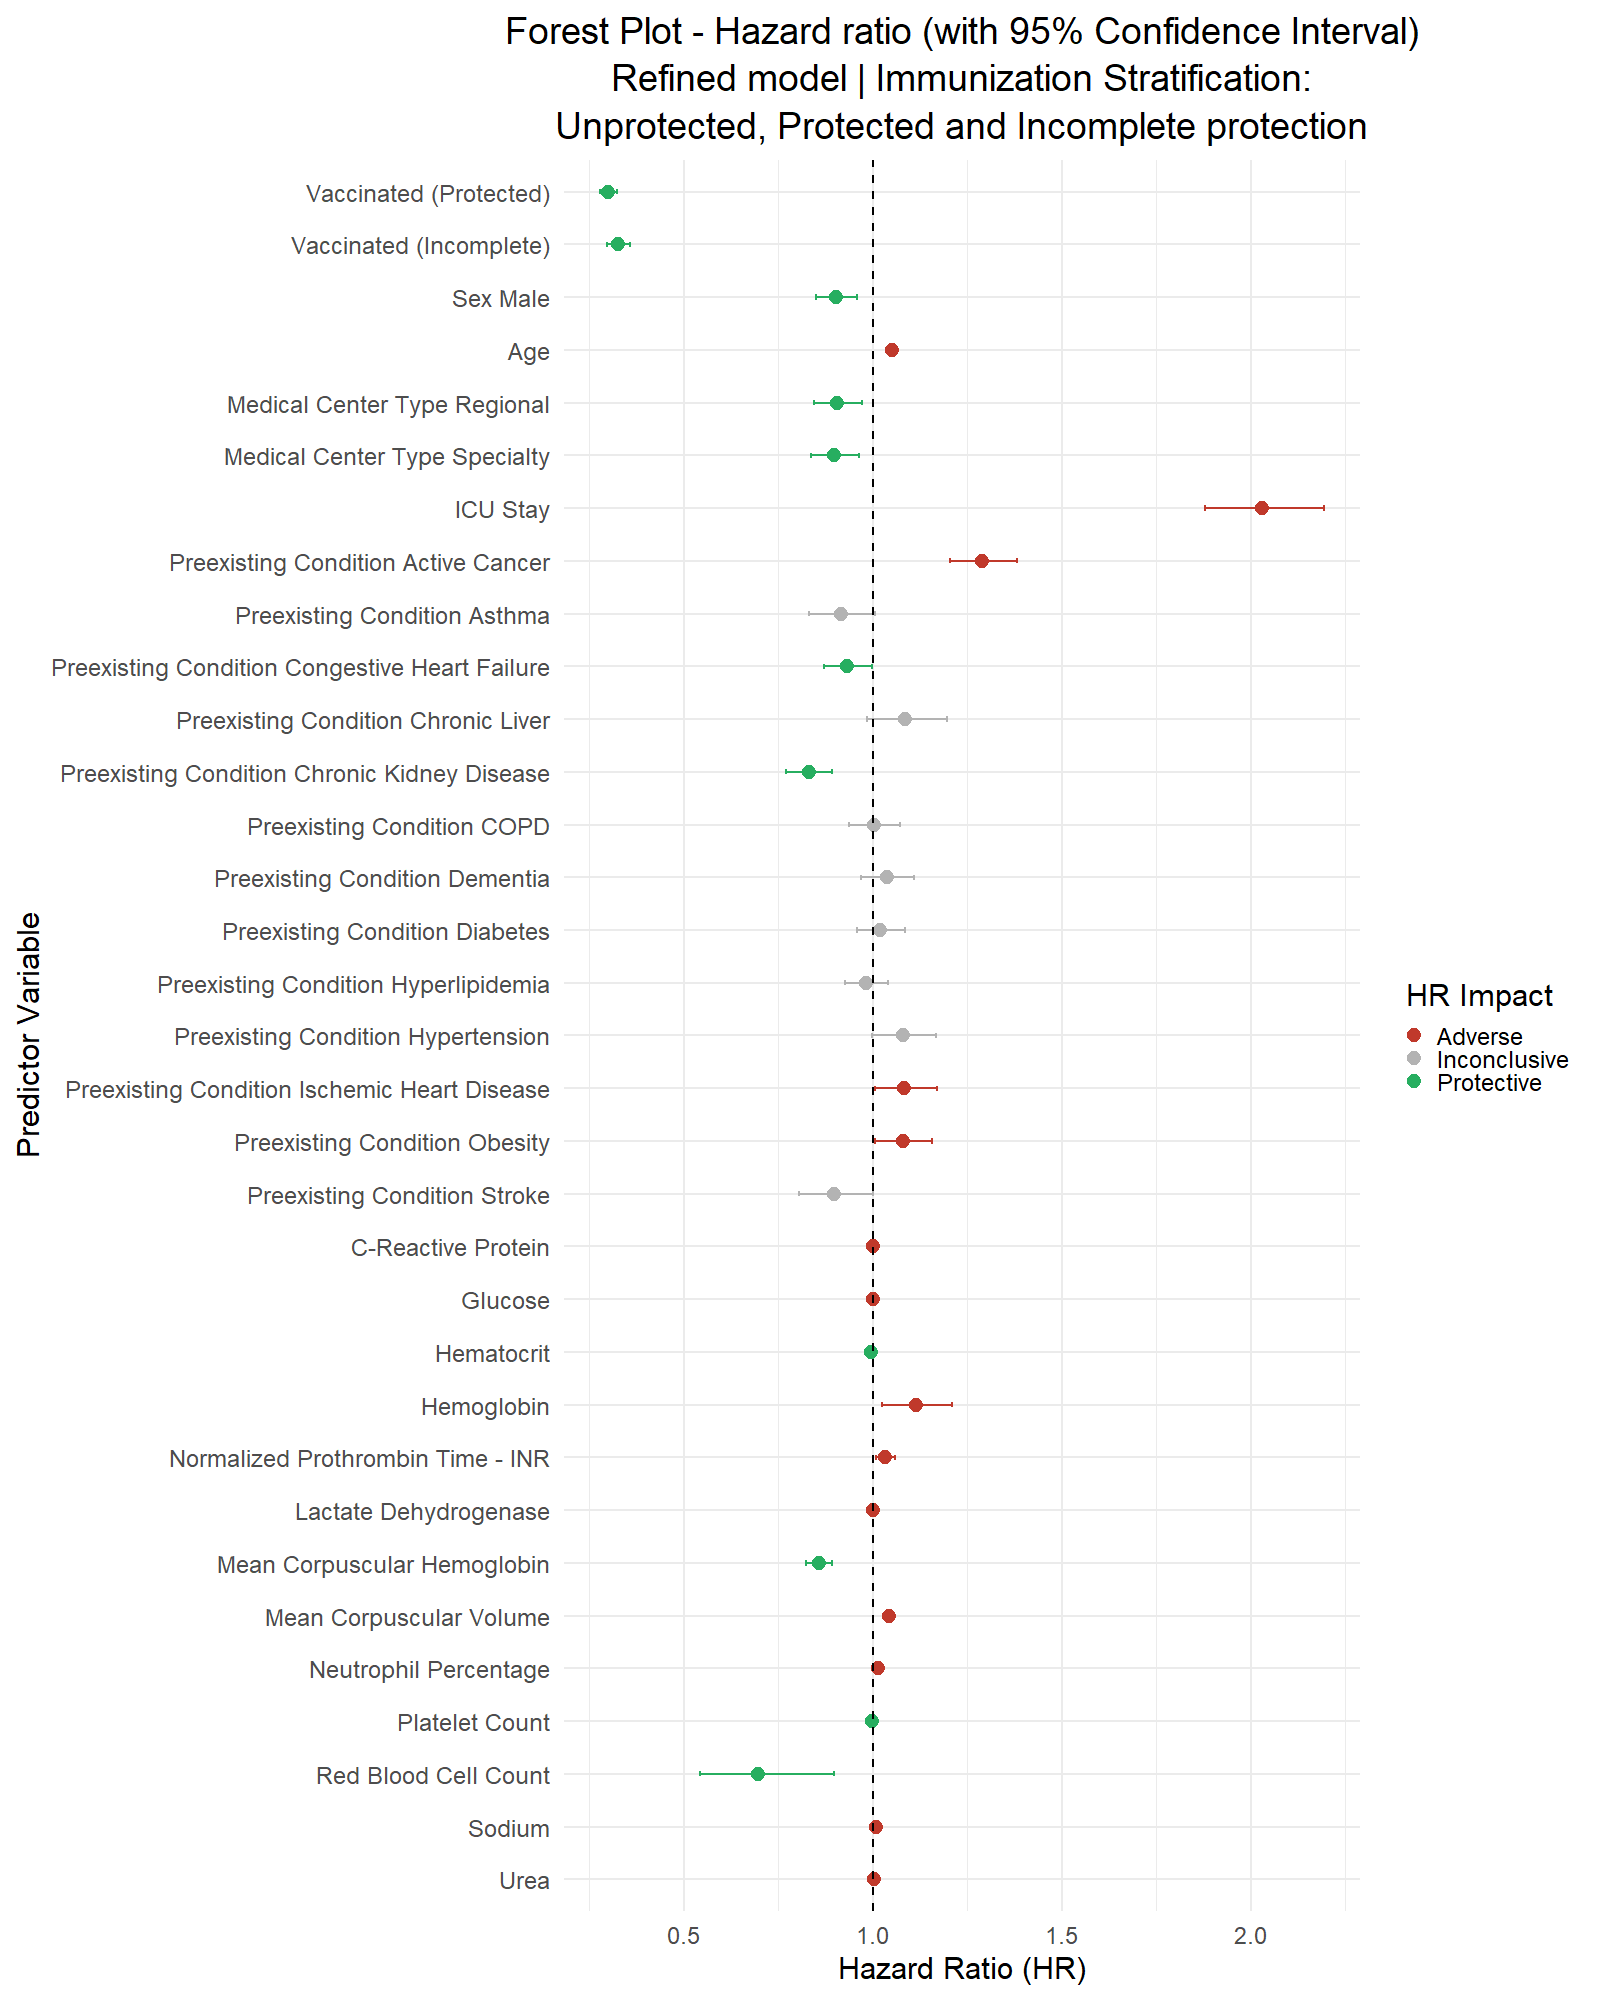 Forest Plot - Hazard ratio (with 95% Confidence Interval)
Refined model | Immunization Stratification:
Unprotected, Protected and Incomplete protection
Predictor Variable
Vaccinated (Protected)
Vaccinated (Incomplete)
Sex Male
Age
Medical Center Type Regional
Medical Center Type Specialty
ICU Stay
Preexisting Condition Active Cancer
Preexisting Condition Asthma
Preexisting Condition Congestive Heart Failure
Preexisting Condition Chronic Liver
Preexisting Condition Chronic Kidney Disease
Preexisting Condition COPD
Preexisting Condition Dementia
Preexisting Condition Diabetes
Preexisting Condition Hyperlipidemia
Preexisting Condition Hypertension
Preexisting Condition Ischemic Heart Disease
Preexisting Condition Obesity
Preexisting Condition Stroke
C-Reactive Protein
Glucose
Hematocrit
Hemoglobin
Normalized Prothrombin Time - INR
Lactate Dehydrogenase
Mean Corpuscular Hemoglobin
Mean Corpuscular Volume
Neutrophil Percentage
Platelet Count
Red Blood Cell Count
Sodium
Urea
0.5 1.0 1.5 2.0
Hazard Ratio (HR)
HR Impact
Adverse
Inconclusive
Protective